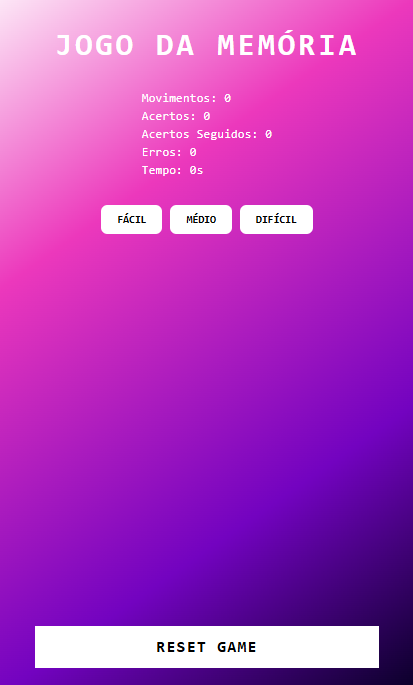 JOGO DA MEMÓRIA
Movimentos: 0
Acertos: 0
Acertos Seguidos: 0
Erros: 0
Tempo: 0s
FÁCIL MÉDIO DIFÍCIL
RESET GAME